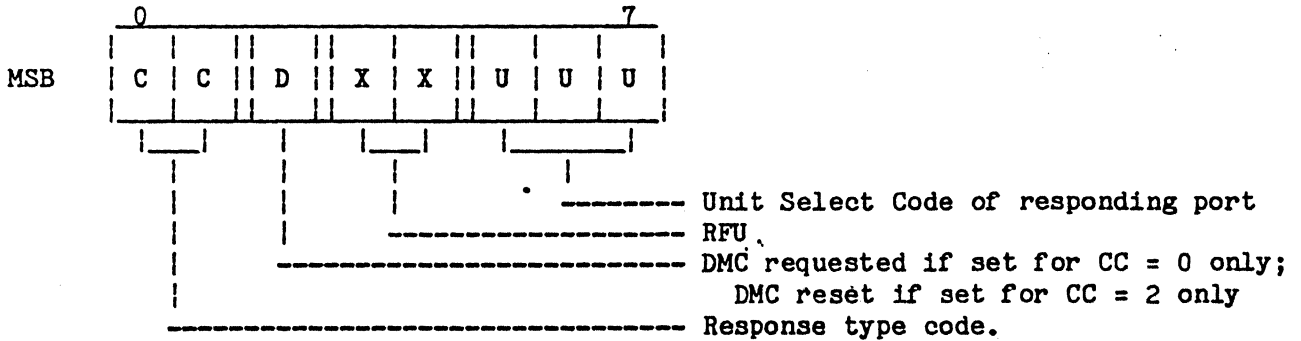 0 7
MSB C C D X X U U U
Unit Select Code of responding port
RFU.
DMC requested if set for CC = 0 only;
DMC reset if set for CC = 2 only
Response type code.